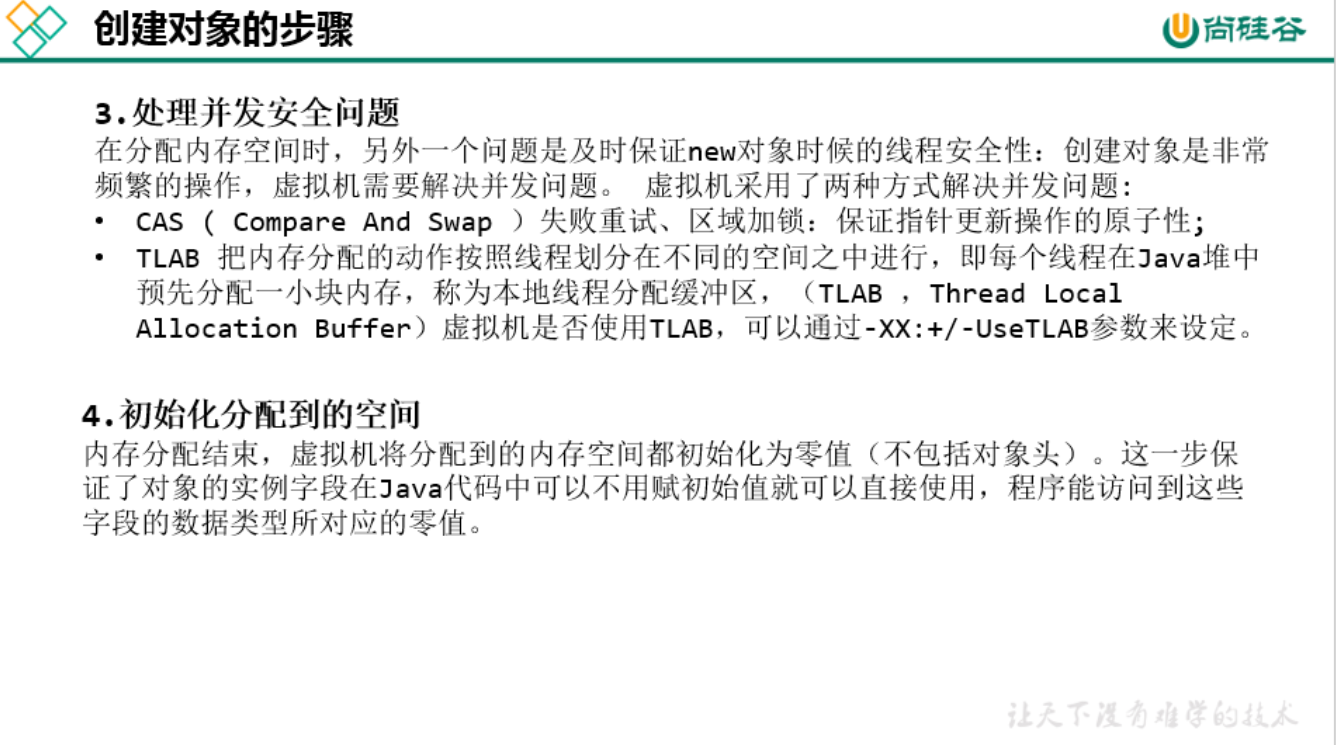 创建对象的步骤
尚硅谷
3.处理并发安全问题
在分配内存空间时，另外一个问题是及时保证new对象时候的线程安全性：创建对象是非常
频繁的操作，虚拟机需要解决并发问题。 虚拟机采用了两种方式解决并发问题:
• CAS ( Compare And Swap ）失败重试、区域加锁：保证指针更新操作的原子性;
• TLAB 把内存分配的动作按照线程划分在不同的空间之中进行，即每个线程在Java堆中
预先分配一小块内存，称为本地线程分配缓冲区，（TLAB ，Thread Local
Allocation Buffer）虚拟机是否使用TLAB，可以通过-XX:+/-UseTLAB参数来设定。
4.初始化分配到的空间
内存分配结束，虚拟机将分配到的内存空间都初始化为零值（不包括对象头）。这一步保
证了对象的实例字段在Java代码中可以不用赋初始值就可以直接使用，程序能访问到这些
字段的数据类型所对应的零值。
让天下没有难学的技术